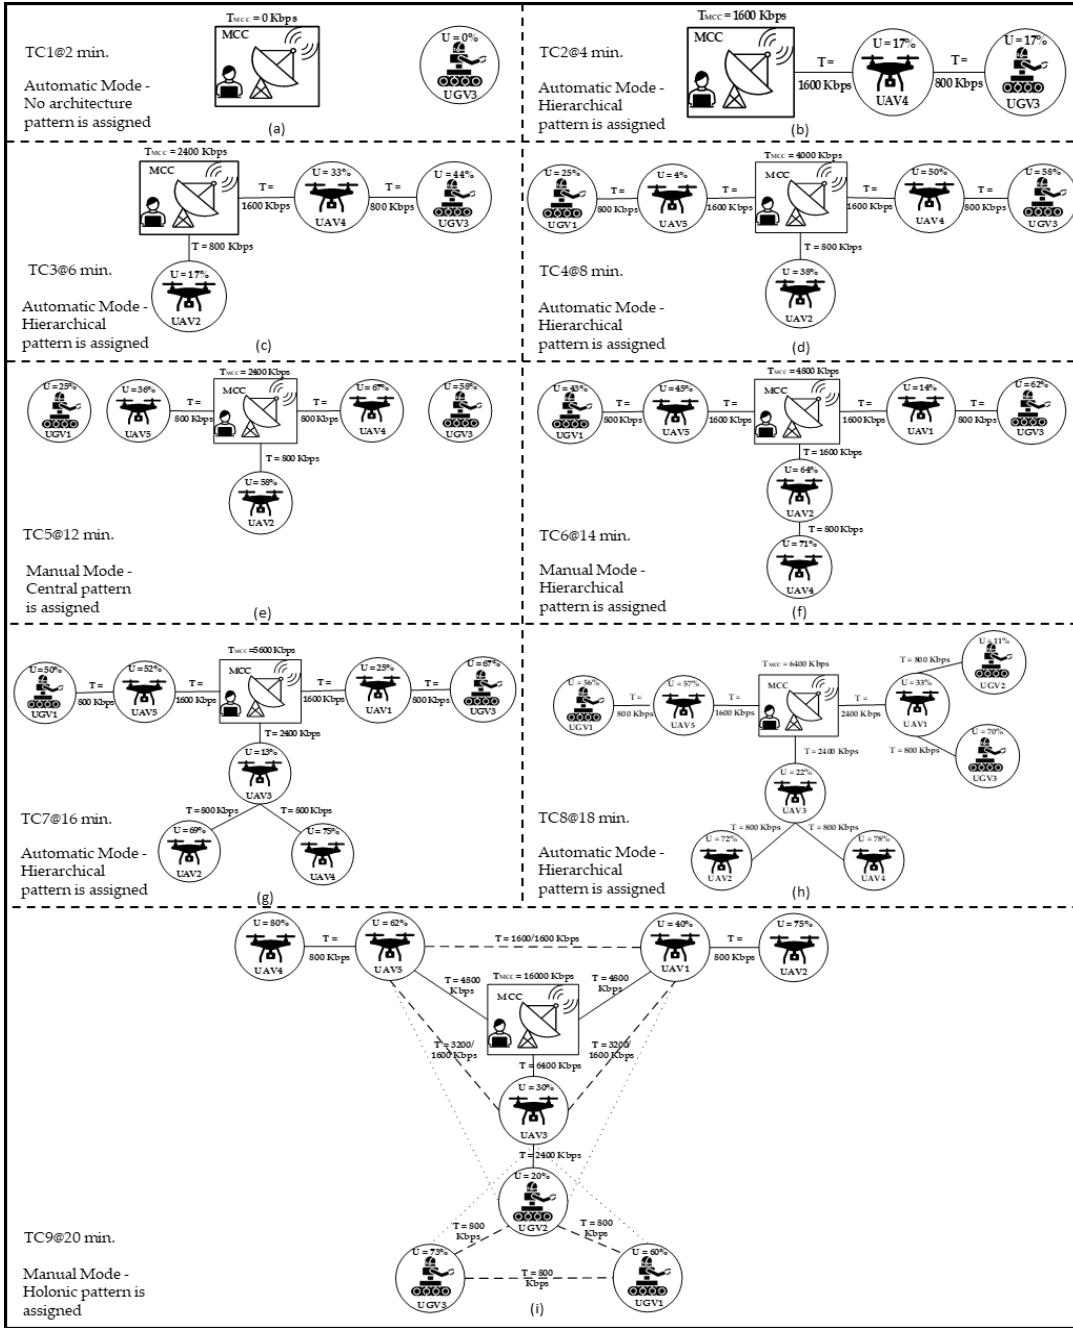 TMCC = 0 Kbps
MCC
U = 0%
UGV3
TC1@2 min.
Automatic Mode -
No architecture
pattern is assigned
(a)
TMCC = 1600 Kbps
MCC
T =
1600 Kbps
U = 17%
UAV4
T =
800 Kbps
U = 17%
UGV3
TC2@4 min.
Automatic Mode -
Hierarchical
pattern is assigned
(b)
TMCC = 2400 Kbps
MCC
T =
1600 Kbps
U = 33%
UAV4
T =
800 Kbps
U = 44%
UGV3
T = 800 Kbps
U = 17%
UAV2
TC3@6 min.
Automatic Mode -
Hierarchical
pattern is assigned
(c)
TMCC = 4000 Kbps
U = 25%
UGV1
T =
800 Kbps
U = 4%
UAV5
T =
1600 Kbps
MCC
T =
1600 Kbps
U = 50%
UAV4
T =
800 Kbps
U = 58%
UGV3
T = 800 Kbps
U = 38%
UAV2
TC4@8 min.
Automatic Mode -
Hierarchical
pattern is assigned
(d)
TMCC = 2400 Kbps
U = 25%
UGV1
U = 36%
UAV5
T =
800 Kbps
MCC
T =
800 Kbps
U = 67%
UAV4
U = 58%
UGV3
T = 800 Kbps
U = 58%
UAV2
TC5@12 min.
Manual Mode -
Central pattern
is assigned
(e)
TMCC = 4800 Kbps
U = 43%
UGV1
T =
800 Kbps
U = 45%
UAV5
T =
1600 Kbps
MCC
T =
1600 Kbps
U = 14%
UAV1
T =
800 Kbps
U = 62%
UGV3
T = 1600 Kbps
U = 64%
UAV2
T = 800 Kbps
U = 71%
UAV4
TC6@14 min.
Manual Mode -
Hierarchical
pattern is assigned
(f)
TMCC =5600 Kbps
U = 50%
UGV1
T =
800 Kbps
U = 52%
UAV5
T =
1600 Kbps
MCC
T =
1600 Kbps
U = 25%
UAV1
T =
800 Kbps
U = 67%
UGV3
T = 2400 Kbps
U = 13%
UAV3
T = 800 Kbps
T = 800 Kbps
U = 69%
UAV2
U = 75%
UAV4
TC7@16 min.
Automatic Mode -
Hierarchical
pattern is assigned
(g)
TMCC = 6400 Kbps
U = 56%
UGV1
T =
800 Kbps
U = 57%
UAV5
T =
1600 Kbps
MCC
T =
2400 Kbps
U = 33%
UAV1
T = 800 Kbps
U = 11%
UGV2
T = 800 Kbps
U = 70%
UGV3
T = 2400 Kbps
U = 22%
UAV3
T = 800 Kbps
T = 800 Kbps
U = 72%
UAV2
U = 78%
UAV4
TC8@18 min.
Automatic Mode -
Hierarchical
pattern is assigned
(h)
U = 80%
UAV4
T =
800 Kbps
U = 62%
UAV5
T = 1600/1600 Kbps
U = 40%
UAV1
T =
800 Kbps
U = 75%
UAV2
T = 4800
Kbps
TMCC = 16000 Kbps
MCC
T = 4800
Kbps
T = 3200/
1600 Kbps
T = 3200/
1600 Kbps
T = 6400 Kbps
U = 30%
UAV3
T = 2400 Kbps
U = 20%
UGV2
T = 800
Kbps
T = 800
Kbps
U = 73%
UGV3
T = 800
Kbps
U = 60%
UGV1
TC9@20 min.
Manual Mode -
Holonic pattern is
assigned
(i)